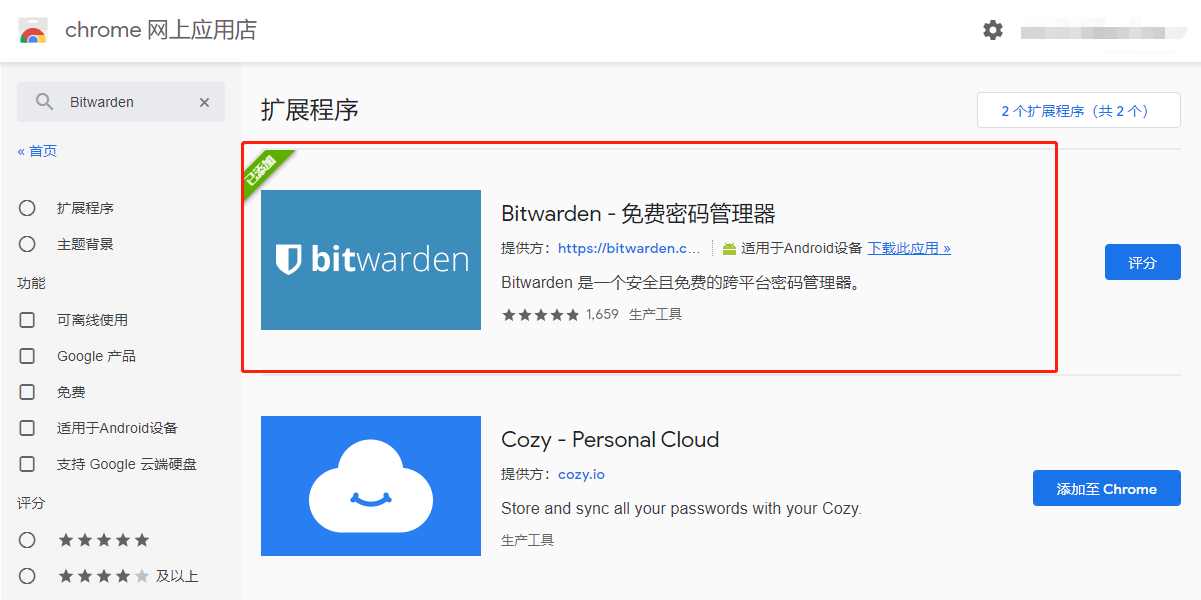 chrome 网上应用店
Bitwarden
« 首页
扩展程序
主题背景
功能
可离线使用
Google 产品
免费
适用于Android设备
支持 Google 云端硬盘
评分
及以上
扩展程序
2 个扩展程序（共 2 个）
已添加
bitwarden
Bitwarden - 免费密码管理器
提供方： https://bitwarden.c... 适用于Android设备 下载此应用 »
Bitwarden 是一个安全且免费的跨平台密码管理器。
1,659 生产工具
评分
Cozy - Personal Cloud
提供方： cozy.io
Store and sync all your passwords with your Cozy.
生产工具
添加至 Chrome